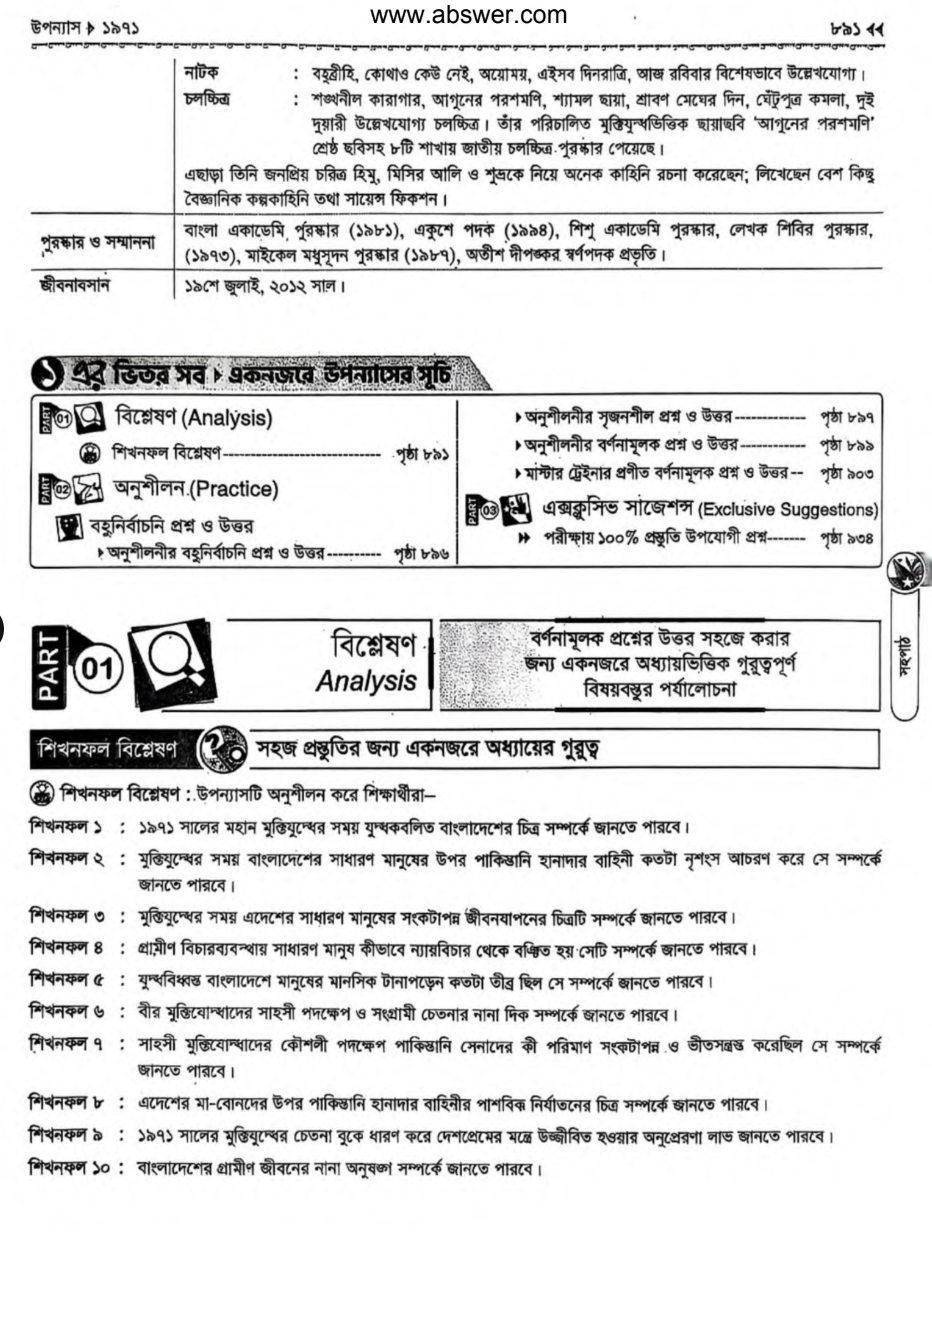 www.abswer.com
উপন্যাস ▶ ১৯৭১ ৮৯১ ◀◀
নাটক : বহুব্রীহি, কোথাও কেউ নেই, অয়োময়, এইসব দিনরাত্রি, আজ রবিবার বিশেষভাবে উল্লেখযোগ্য।
চলচ্চিত্র : শঙ্খনীল কারাগার, আগুনের পরশমণি, শ্যামল ছায়া, শ্রাবণ মেঘের দিন, ঘেঁটুপুত্র কমলা, দুই
দুয়ারী উল্লেখযোগ্য চলচ্চিত্র। তাঁর পরিচালিত মুক্তিযুদ্ধভিত্তিক ছায়াছবি ‘আগুনের পরশমণি’
শ্রেষ্ঠ ছবিসহ ৮টি শাখায় জাতীয় চলচ্চিত্র পুরস্কার পেয়েছে।
এছাড়া তিনি জনপ্রিয় চরিত্র হিমু, মিসির আলি ও শুভ্রকে নিয়ে অনেক কাহিনি রচনা করেছেন; লিখেছেন বেশ কিছু
বৈজ্ঞানিক কল্পকাহিনি তথা সায়েন্স ফিকশন।
পুরস্কার ও সম্মাননা
বাংলা একাডেমি পুরস্কার (১৯৮১), একুশে পদক (১৯৯৪), শিশু একাডেমি পুরস্কার, লেখক শিবির পুরস্কার,
(১৯৭৩), মাইকেল মধুসূদন পুরস্কার (১৯৮৭), অতীশ দীপঙ্কর স্বর্ণপদক প্রভৃতি।
জীবনাবসান ১৯শে জুলাই, ২০১২ সাল।
১ এর ভিতর সব ▶ একনজরে উপন্যাসের সূচি
PART 01 বিশ্লেষণ (Analysis)
শিখনফল বিশ্লেষণ---------------------------- পৃষ্ঠা ৮৯১
PART 02 অনুশীলন (Practice)
বহুনির্বাচনি প্রশ্ন ও উত্তর
▶ অনুশীলনীর বহুনির্বাচনি প্রশ্ন ও উত্তর---------- পৃষ্ঠা ৮৯৬
▶ অনুশীলনীর সৃজনশীল প্রশ্ন ও উত্তর------------- পৃষ্ঠা ৮৯৭
▶ অনুশীলনীর বর্ণনামূলক প্রশ্ন ও উত্তর------------ পৃষ্ঠা ৮৯৯
▶ মাস্টার ট্রেইনার প্রণীত বর্ণনামূলক প্রশ্ন ও উত্তর-- পৃষ্ঠা ৯০৩
PART 03 এক্সক্লুসিভ সাজেশন্স (Exclusive Suggestions)
▶▶ পরীক্ষায় ১০০% প্রস্তুতি উপযোগী প্রশ্ন------- পৃষ্ঠা ৯৩৪
সহপাঠ
PART 01
বিশ্লেষণ
Analysis
বর্ণনামূলক প্রশ্নের উত্তর সহজে করার
জন্য একনজরে অধ্যায়ভিত্তিক গুরুত্বপূর্ণ
বিষয়বস্তুর পর্যালোচনা
শিখনফল বিশ্লেষণ সহজ প্রস্তুতির জন্য একনজরে অধ্যায়ের গুরুত্ব
শিখনফল বিশ্লেষণ : উপন্যাসটি অনুশীলন করে শিক্ষার্থীরা—
শিখনফল ১ : ১৯৭১ সালের মহান মুক্তিযুদ্ধের সময় যুদ্ধকবলিত বাংলাদেশের চিত্র সম্পর্কে জানতে পারবে।
শিখনফল ২ : মুক্তিযুদ্ধের সময় বাংলাদেশের সাধারণ মানুষের উপর পাকিস্তানি হানাদার বাহিনী কতটা নৃশংস আচরণ করে সে সম্পর্কে
জানতে পারবে।
শিখনফল ৩ : মুক্তিযুদ্ধের সময় এদেশের সাধারণ মানুষের সংকটাপন্ন জীবনযাপনের চিত্রটি সম্পর্কে জানতে পারবে।
শিখনফল ৪ : গ্রামীণ বিচারব্যবস্থায় সাধারণ মানুষ কীভাবে ন্যায়বিচার থেকে বঞ্চিত হয় সেটি সম্পর্কে জানতে পারবে।
শিখনফল ৫ : যুদ্ধবিধ্বস্ত বাংলাদেশে মানুষের মানসিক টানাপড়েন কতটা তীব্র ছিল সে সম্পর্কে জানতে পারবে।
শিখনফল ৬ : বীর মুক্তিযোদ্ধাদের সাহসী পদক্ষেপ ও সংগ্রামী চেতনার নানা দিক সম্পর্কে জানতে পারবে।
শিখনফল ৭ : সাহসী মুক্তিযোদ্ধাদের কৌশলী পদক্ষেপ পাকিস্তানি সেনাদের কী পরিমাণ সংকটাপন্ন ও ভীতসন্ত্রস্ত করেছিল সে সম্পর্কে
জানতে পারবে।
শিখনফল ৮ : এদেশের মা-বোনদের উপর পাকিস্তানি হানাদার বাহিনীর পাশবিক নির্যাতনের চিত্র সম্পর্কে জানতে পারবে।
শিখনফল ৯ : ১৯৭১ সালের মুক্তিযুদ্ধের চেতনা বুকে ধারণ করে দেশপ্রেমের মন্ত্রে উজ্জীবিত হওয়ার অনুপ্রেরণা লাভ জানতে পারবে।
শিখনফল ১০ : বাংলাদেশের গ্রামীণ জীবনের নানা অনুষঙ্গ সম্পর্কে জানতে পারবে।